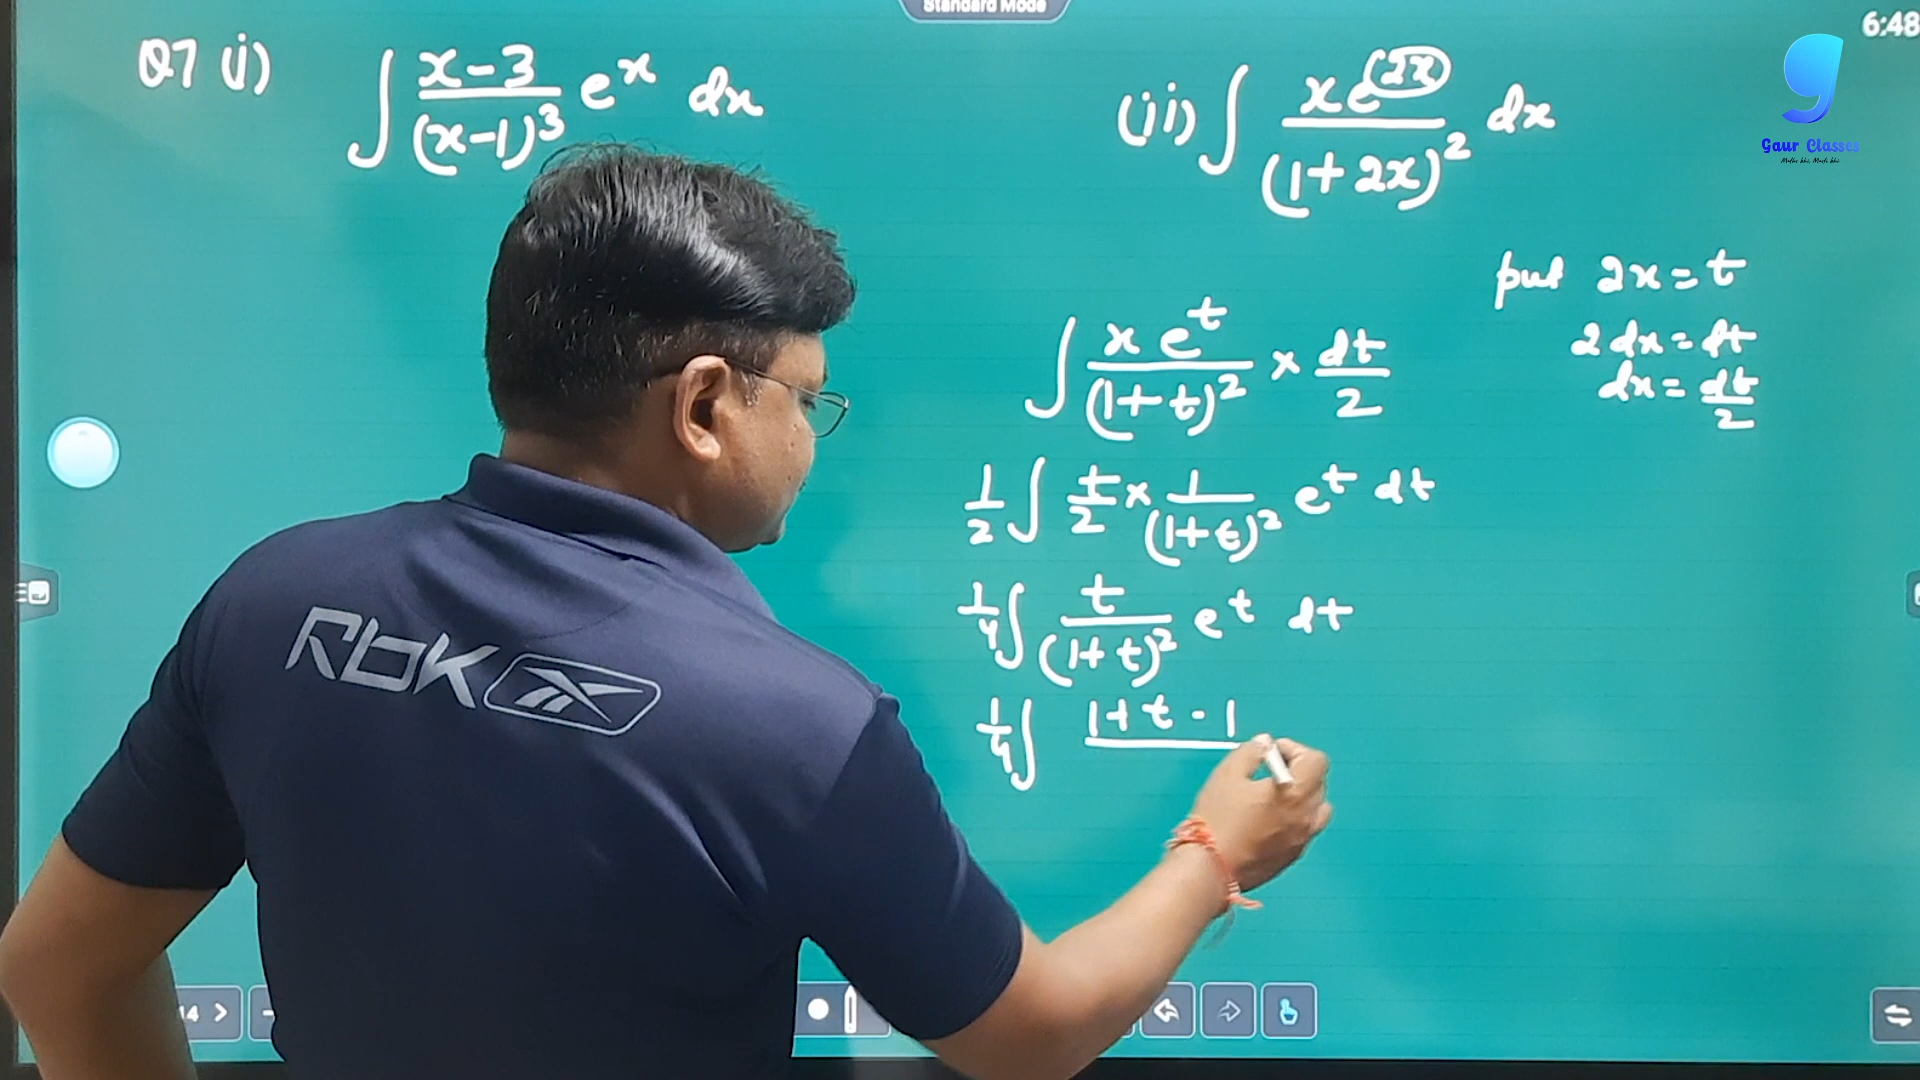 Standard Mode
6:48
Gaur Classes
Q7 (i) ∫ (x-3)/(x-1)³ eˣ dx
(ii) ∫ x e^(2x)/(1+2x)² dx
put 2x = t
2dx = dt
dx = dt/2
∫ x eᵗ/(1+t)² × dt/2
1/2 ∫ t/2 × 1/(1+t)² eᵗ dt
1/4 ∫ t/(1+t)² eᵗ dt
1/4 ∫ 1+t-1
Rbk
14 >